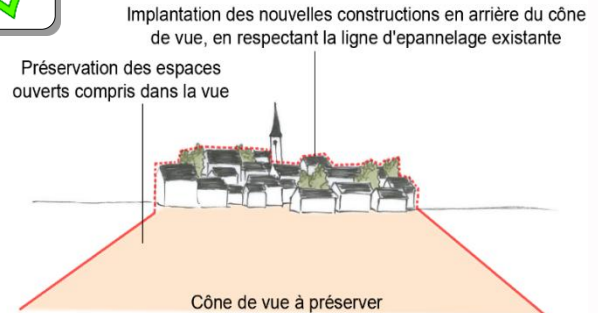 Implantation des nouvelles constructions en arrière du cône
de vue, en respectant la ligne d'epannelage existante
Préservation des espaces
ouverts compris dans la vue
Cône de vue à préserver